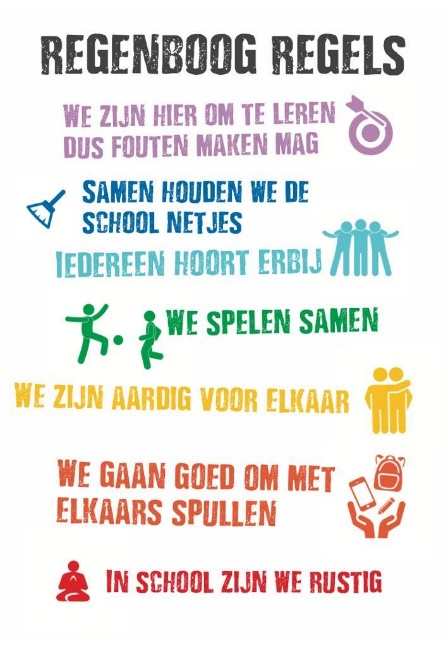 REGENBOOG REGELS
WE ZIJN HIER OM TE LEREN
DUS FOUTEN MAKEN MAG
SAMEN HOUDEN WE DE
SCHOOL NETJES
IEDEREEN HOORT ERBIJ
WE SPELEN SAMEN
WE ZIJN AARDIG VOOR ELKAAR
WE GAAN GOED OM MET
ELKAARS SPULLEN
IN SCHOOL ZIJN WE RUSTIG